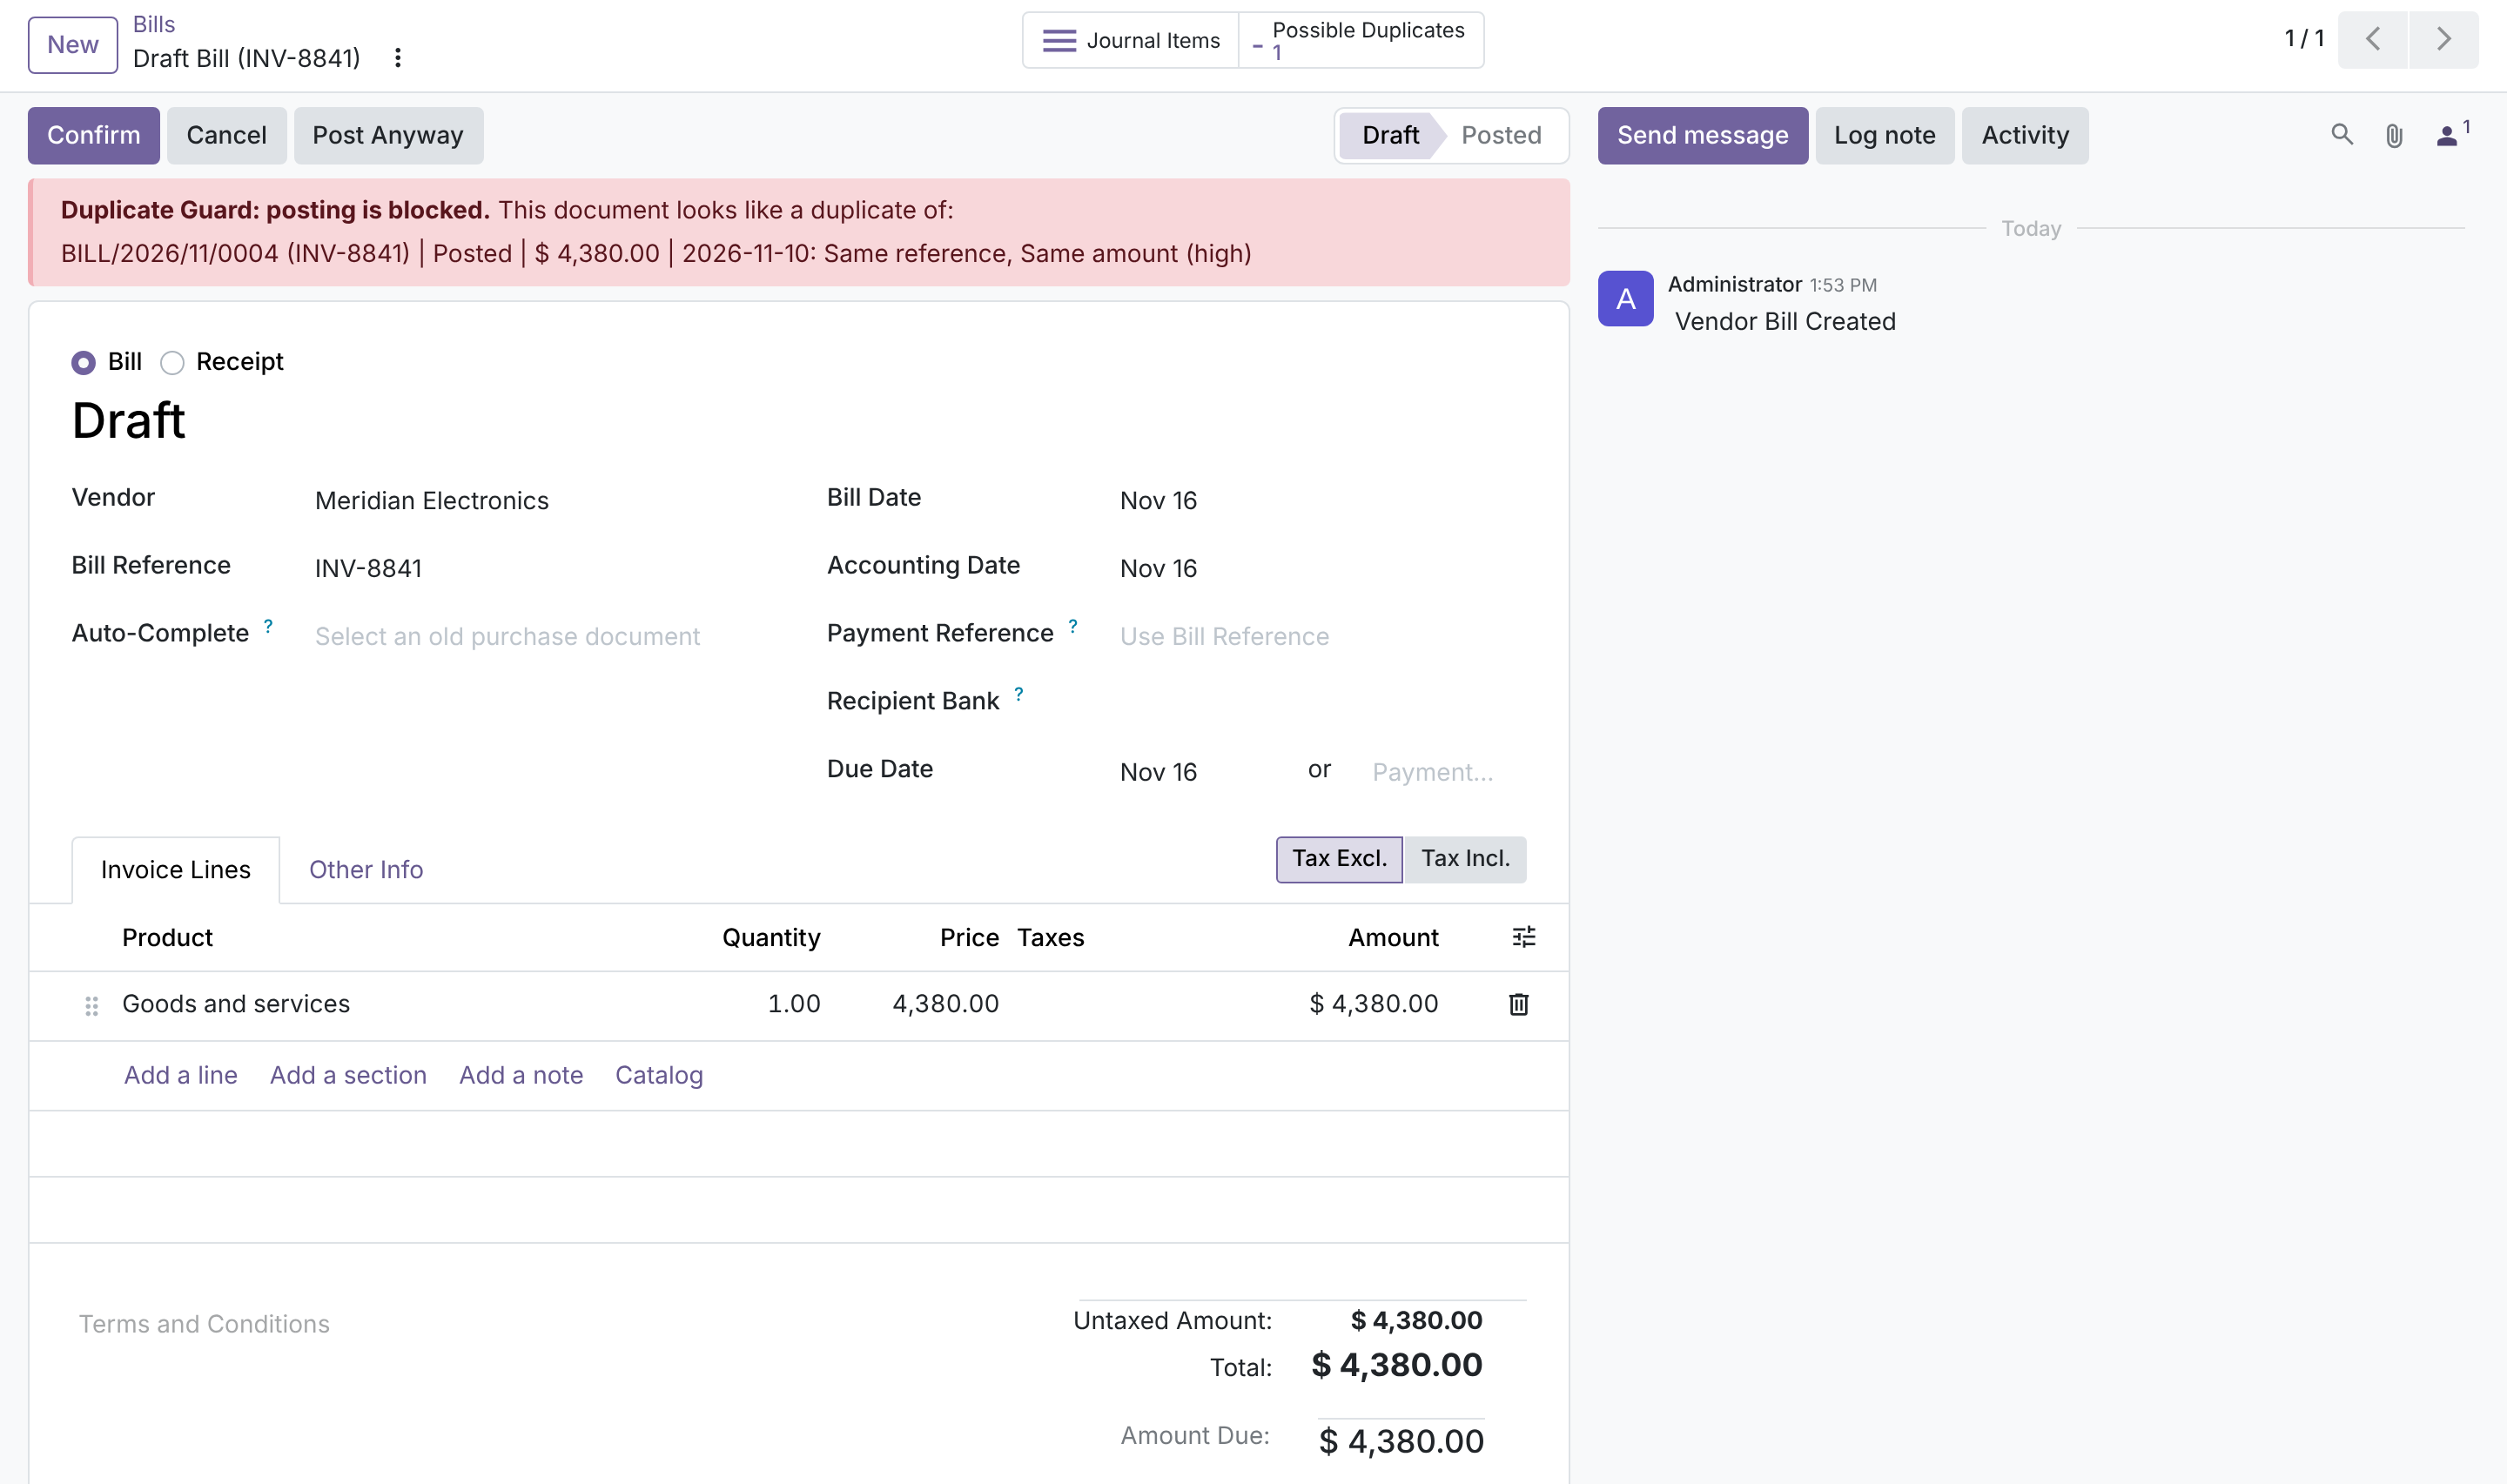 New
Bills
Draft Bill (INV-8841)
Journal Items
Possible Duplicates
1
1 / 1
Confirm
Cancel
Post Anyway
Draft
Posted
Send message
Log note
Activity
1
Duplicate Guard: posting is blocked. This document looks like a duplicate of:
BILL/2026/11/0004 (INV-8841) | Posted | $ 4,380.00 | 2026-11-10: Same reference, Same amount (high)
Today
A
Administrator 1:53 PM
Vendor Bill Created
Bill
Receipt
Draft
Vendor Meridian Electronics
Bill Date Nov 16
Bill Reference INV-8841
Accounting Date Nov 16
Auto-Complete ? Select an old purchase document
Payment Reference ? Use Bill Reference
Recipient Bank ?
Due Date Nov 16 or Payment...
Invoice Lines
Other Info
Tax Excl.
Tax Incl.
Product Quantity Price Taxes Amount
Goods and services 1.00 4,380.00 $ 4,380.00
Add a line Add a section Add a note Catalog
Terms and Conditions
Untaxed Amount: $ 4,380.00
Total: $ 4,380.00
Amount Due: $ 4,380.00